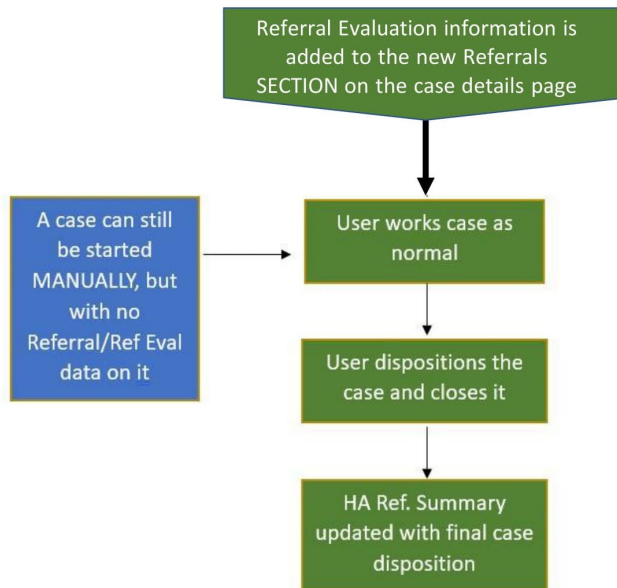 Referral Evaluation information is
added to the new Referrals
SECTION on the case details page
A case can still
be started
MANUALLY, but
with no
Referral/Ref Eval
data on it
User works case as
normal
User dispositions the
case and closes it
HA Ref. Summary
updated with final case
disposition